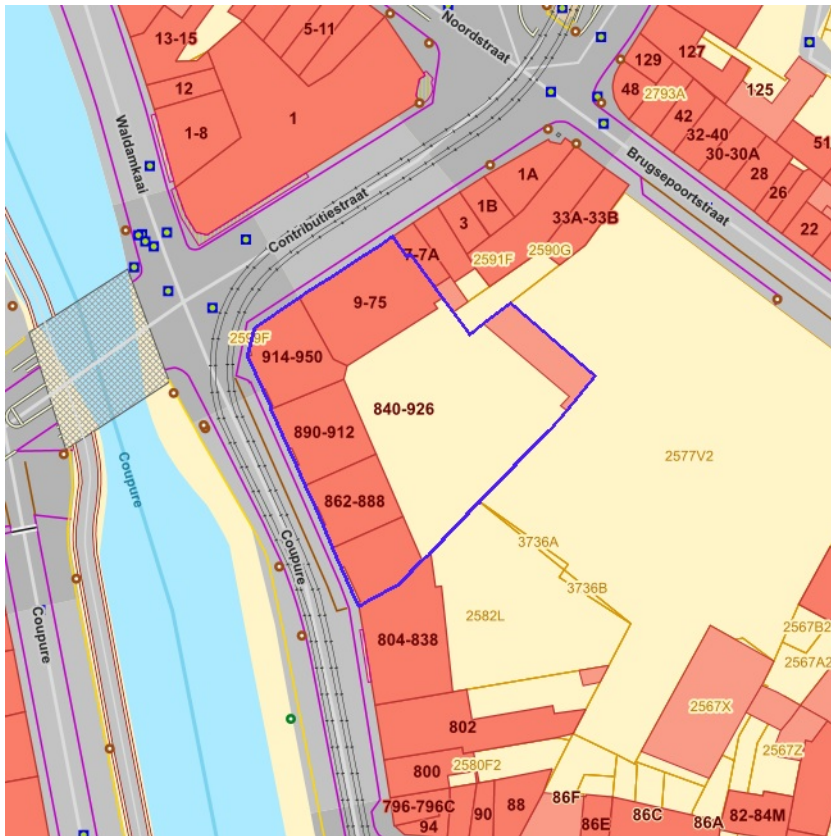 13-15
5-11
Noordstraat
127
129
48
2793A
125
12
42
32-40
51
1
1-8
30-30A
28
26
22
Waldamkaai
Brugsepoortstraat
1A
Contributiestraat
1B
3
33A-33B
7-7A
2591F
2590G
9-75
2599F
914-950
840-926
890-912
2577V2
862-888
Coupure
Coupure
Coupure
3736A
3736B
2582L
804-838
2567B2
2567A2
2567X
802
2567Z
800
2580F2
796-796C
94
90
88
86F
86E
86C
86A
82-84M